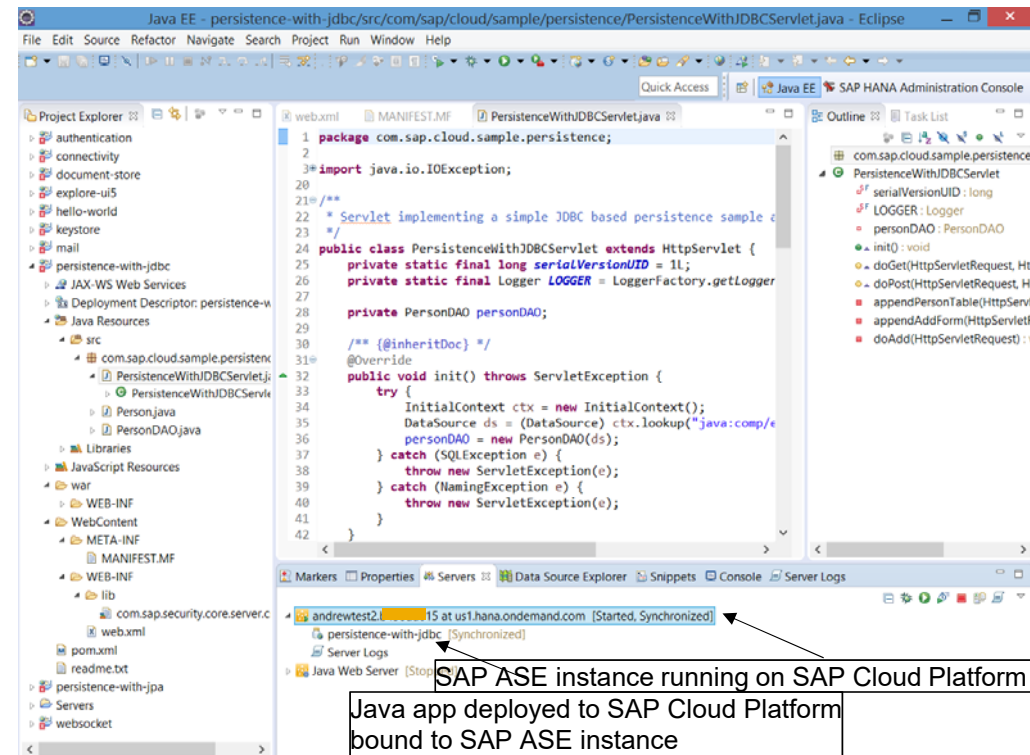 Java EE - persistence-with-jdbc/src/com/sap/cloud/sample/persistence/PersistenceWithJDBCServlet.java - Eclipse
File Edit Source Refactor Navigate Search Project Run Window Help
Quick Access
Java EE
SAP HANA Administration Console
Project Explorer
authentication
connectivity
document-store
explore-ui5
hello-world
keystore
mail
persistence-with-jdbc
JAX-WS Web Services
Deployment Descriptor: persistence-w
Java Resources
src
com.sap.cloud.sample.persistenc
PersistenceWithJDBCServlet.ja
PersistenceWithJDBCServle
Person.java
PersonDAO.java
Libraries
JavaScript Resources
war
WEB-INF
WebContent
META-INF
MANIFEST.MF
WEB-INF
lib
com.sap.security.core.server.c
web.xml
pom.xml
readme.txt
persistence-with-jpa
Servers
websocket
web.xml MANIFEST.MF PersistenceWithJDBCServlet.java
1 package com.sap.cloud.sample.persistence;
2
3 import java.io.IOException;
20
21 /**
22 * Servlet implementing a simple JDBC based persistence sample a
23 */
24 public class PersistenceWithJDBCServlet extends HttpServlet {
25 private static final long serialVersionUID = 1L;
26 private static final Logger LOGGER = LoggerFactory.getLogger
27
28 private PersonDAO personDAO;
29
30 /** {@inheritDoc} */
31 @Override
32 public void init() throws ServletException {
33 try {
34 InitialContext ctx = new InitialContext();
35 DataSource ds = (DataSource) ctx.lookup("java:comp/e
36 personDAO = new PersonDAO(ds);
37 } catch (SQLException e) {
38 throw new ServletException(e);
39 } catch (NamingException e) {
40 throw new ServletException(e);
41 }
42 }
Outline Task List
com.sap.cloud.sample.persistence
PersistenceWithJDBCServlet
serialVersionUID : long
LOGGER : Logger
personDAO : PersonDAO
init() : void
doGet(HttpServletRequest, Ht
doPost(HttpServletRequest, H
appendPersonTable(HttpServl
appendAddForm(HttpServletR
doAdd(HttpServletRequest) :
Markers Properties Servers Data Source Explorer Snippets Console Server Logs
andrewtest2. 15 at us1.hana.ondemand.com [Started, Synchronized]
persistence-with-jdbc [Synchronized]
Server Logs
Java Web Server [Stop
SAP ASE instance running on SAP Cloud Platform
Java app deployed to SAP Cloud Platform
bound to SAP ASE instance